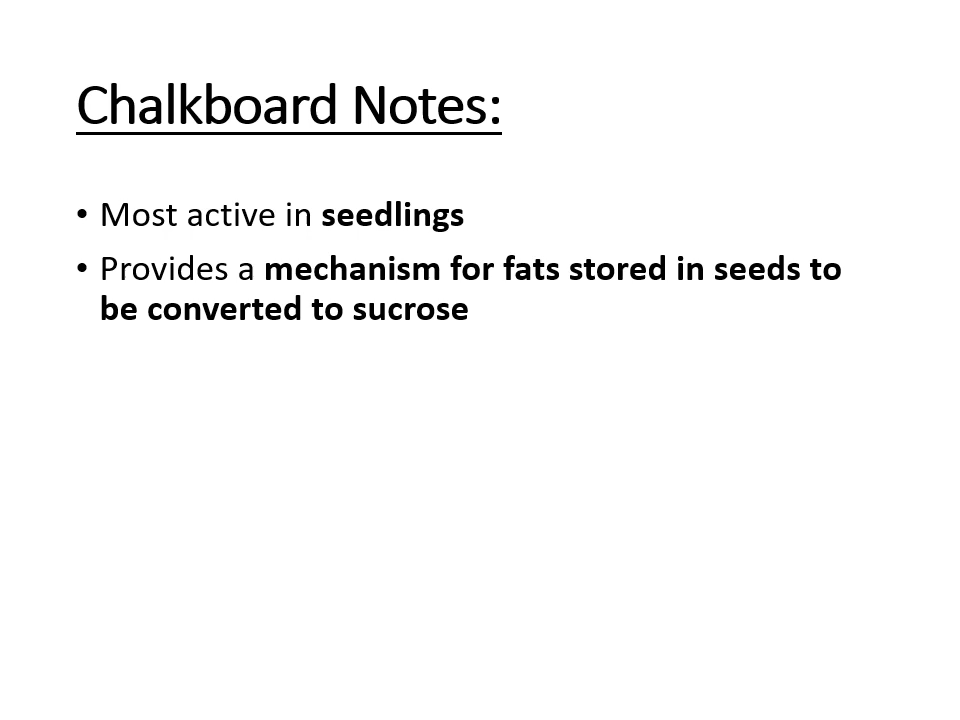 Chalkboard Notes:
• Most active in seedlings
• Provides a mechanism for fats stored in seeds to
be converted to sucrose